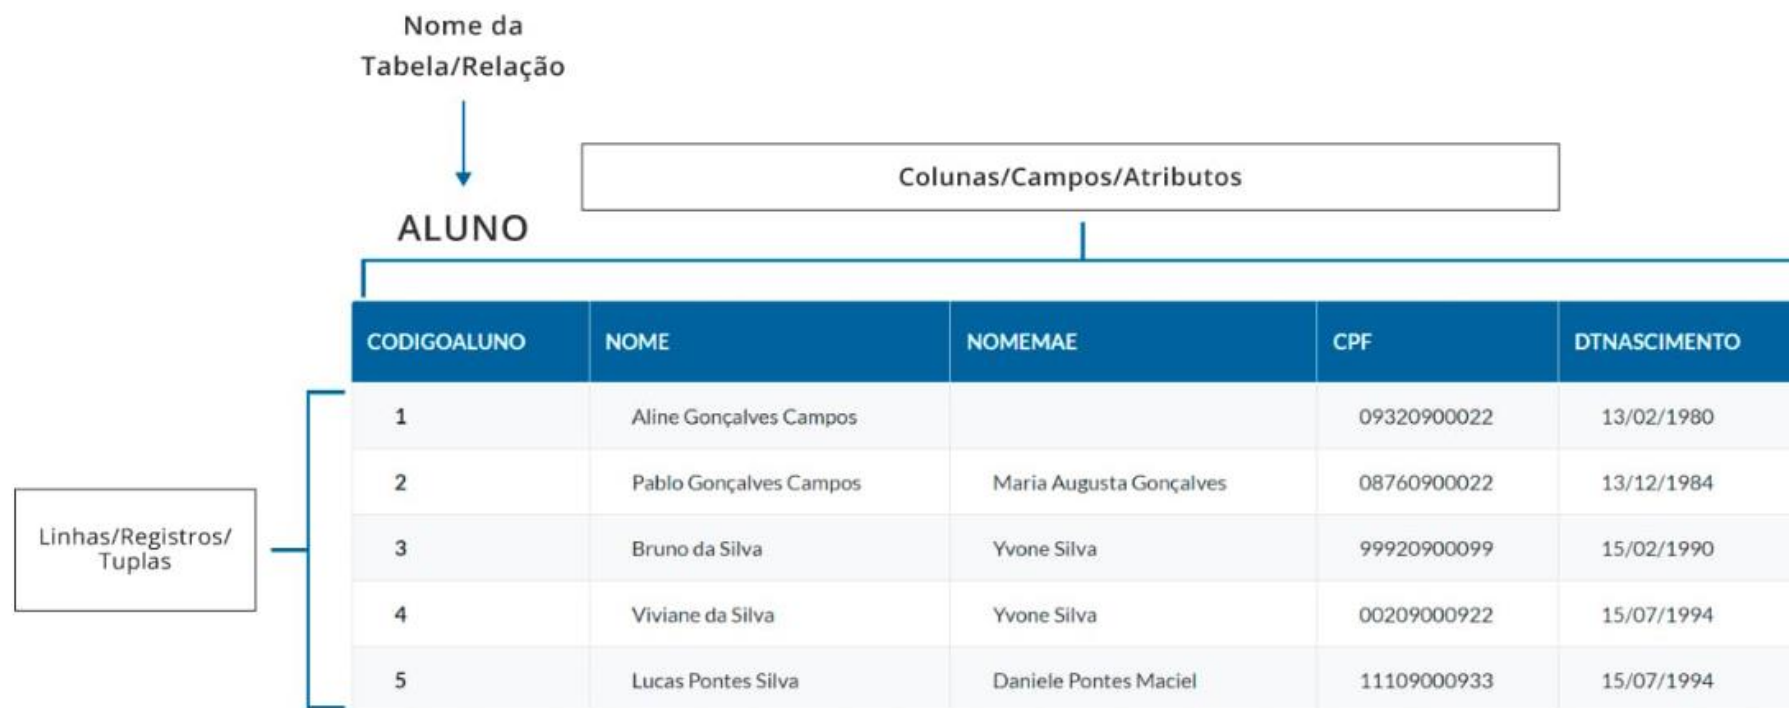 Nome da
Tabela/Relação
Colunas/Campos/Atributos
ALUNO
CODIGOALUNO NOME NOMEMAE CPF DTNASCIMENTO
1 Aline Gonçalves Campos 09320900022 13/02/1980
2 Pablo Gonçalves Campos Maria Augusta Gonçalves 08760900022 13/12/1984
Linhas/Registros/
Tuplas
3 Bruno da Silva Yvone Silva 99920900099 15/02/1990
4 Viviane da Silva Yvone Silva 00209000922 15/07/1994
5 Lucas Pontes Silva Daniele Pontes Maciel 11109000933 15/07/1994